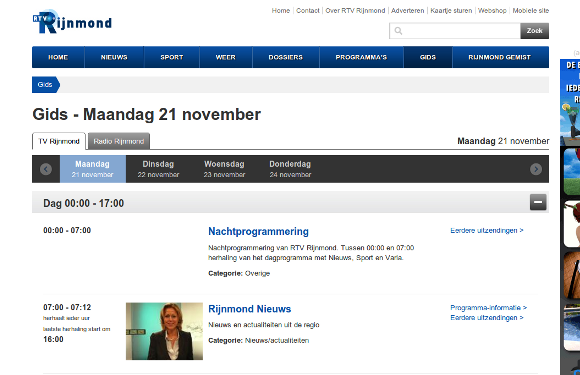 Home | Contact | Over RTV Rijnmond | Adverteren | Kaartje sturen | Webshop | Mobiele site
RTV Rijnmond
Zoek
HOME NIEUWS SPORT WEER DOSSIERS PROGRAMMA'S GIDS RIJNMOND GEMIST
Gids
Gids - Maandag 21 november
TV Rijnmond Radio Rijnmond Maandag 21 november
Maandag Dinsdag Woensdag Donderdag
21 november 22 november 23 november 24 november
Dag 00:00 - 17:00
00:00 - 07:00 Nachtprogrammering Eerdere uitzendingen >
Nachtprogrammering van RTV Rijnmond. Tussen 00:00 en 07:00
herhaling van het dagprogramma met Nieuws, Sport en Varia.
Categorie: Overige
07:00 - 07:12 Rijnmond Nieuws Programma-informatie >
herhaalt ieder uur Eerdere uitzendingen >
laatste herhaling start om Nieuws en actualiteiten uit de regio
16:00 Categorie: Nieuws/actualiteiten